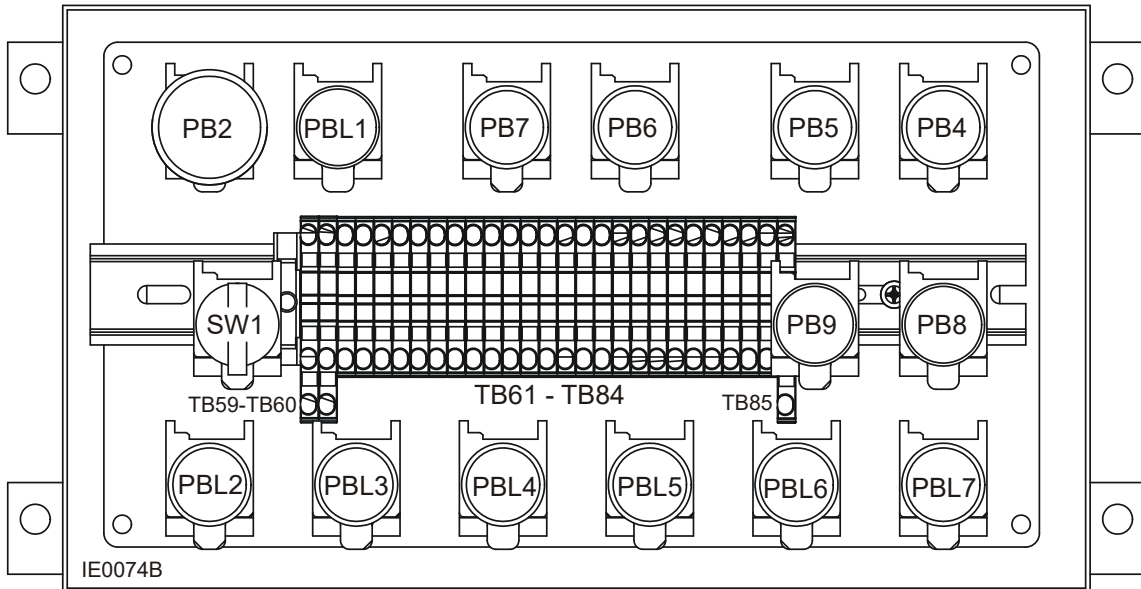 PB2 PBL1 PB7 PB6 PB5 PB4
SW1 PB9 PB8
TB59-TB60 TB61 - TB84 TB85
PBL2 PBL3 PBL4 PBL5 PBL6 PBL7
IE0074B